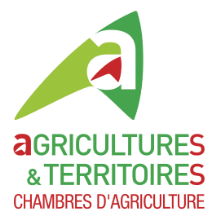 a
aGRICULTUREs
& TERRITOIREs
CHAMBRES D'AGRICULTURE